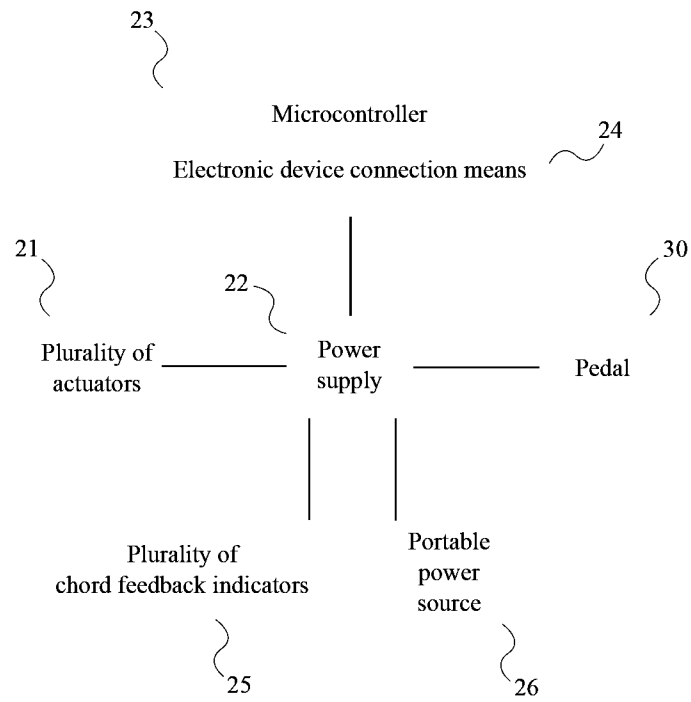 23
Microcontroller
24
Electronic device connection means
21
30
22
Plurality of
actuators
Power
supply
Pedal
Plurality of
chord feedback indicators
Portable
power
source
25
26